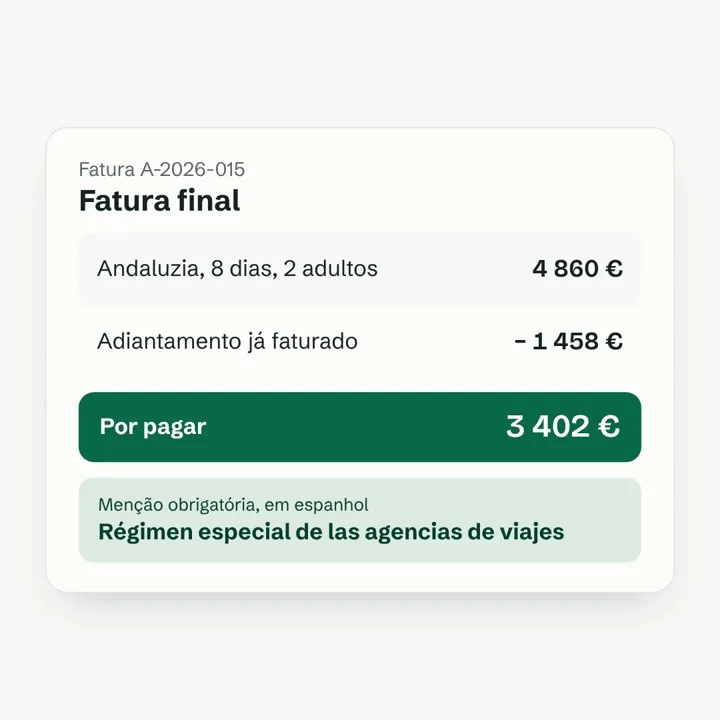 Fatura A-2026-015
Fatura final
Andaluzia, 8 dias, 2 adultos 4 860 €
Adiantamento já faturado – 1 458 €
Por pagar 3 402 €
Menção obrigatória, em espanhol
Régimen especial de las agencias de viajes